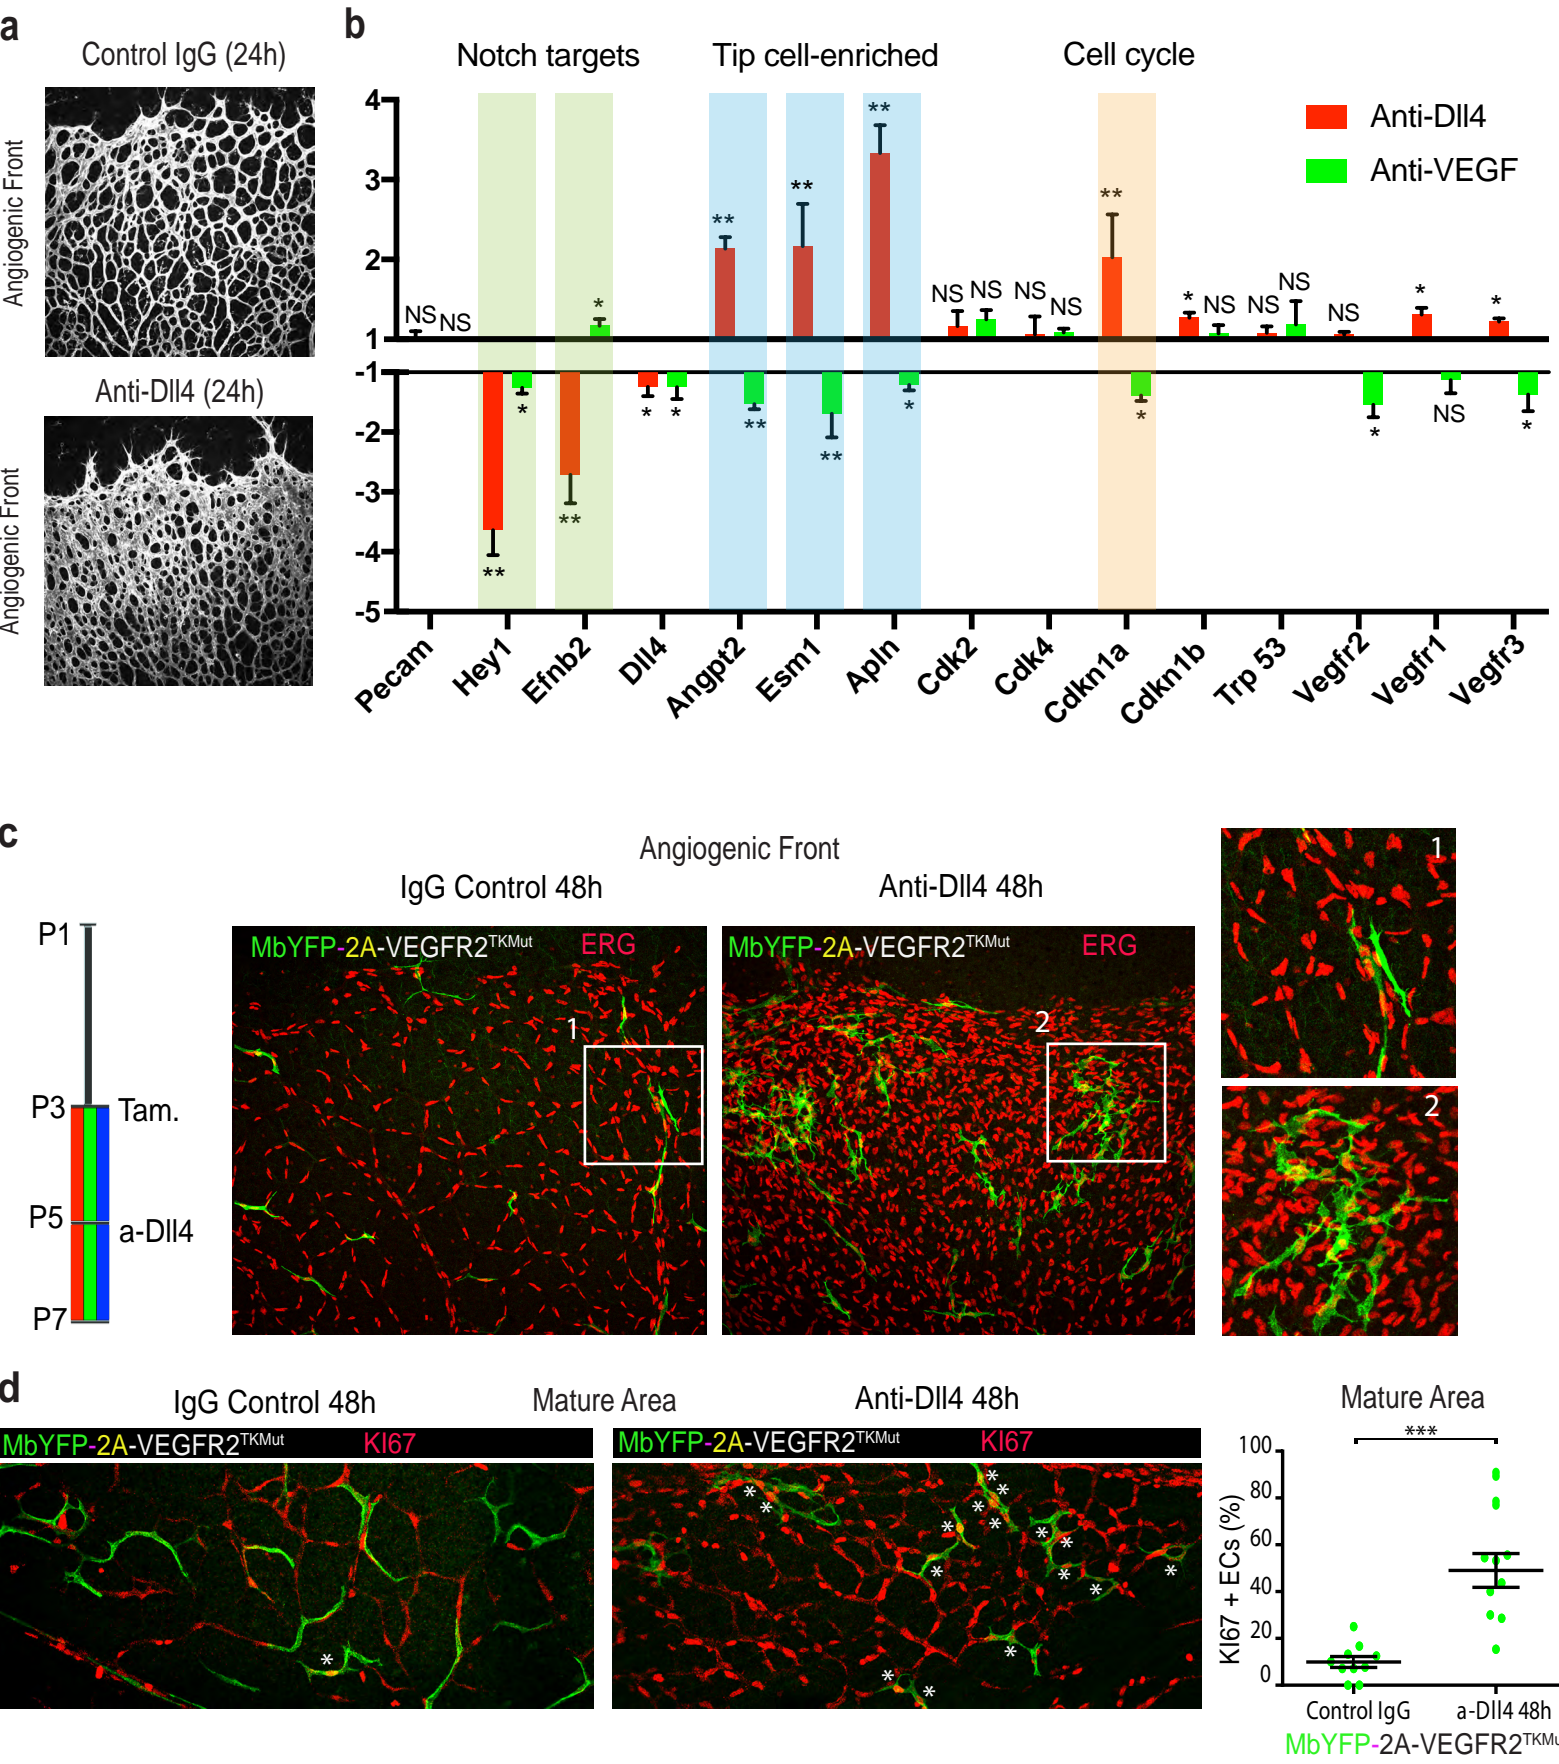 a
Control IgG (24h)
Angiogenic Front
Anti-Dll4 (24h)
Angiogenic Front
b
Notch targets
Tip cell-enriched
Cell cycle
Anti-Dll4
Anti-VEGF
4
3
2
1
-1
-2
-3
-4
-5
NS NS
**
*
**
*
* *
**
**
**
**
**
*
NS NS
NS NS
**
*
* NS
NS NS
NS
*
*
NS
*
*
Pecam
Hey1
Efnb2
Dll4
Angpt2
Esm1
Apln
Cdk2
Cdk4
Cdkn1a
Cdkn1b
Trp 53
Vegfr2
Vegfr1
Vegfr3
c
Angiogenic Front
IgG Control 48h
Anti-Dll4 48h
P1
P3
Tam.
P5
a-Dll4
P7
MbYFP-2A-VEGFR2TKMut ERG
1
MbYFP-2A-VEGFR2TKMut ERG
2
1
2
d
IgG Control 48h
Mature Area
Anti-Dll4 48h
MbYFP-2A-VEGFR2TKMut KI67
*
MbYFP-2A-VEGFR2TKMut KI67
* * * * * * * * * * * * * * * * *
Mature Area
***
KI67 + ECs (%)
100
80
60
40
20
0
Control IgG
a-Dll4 48h
MbYFP-2A-VEGFR2TKMu